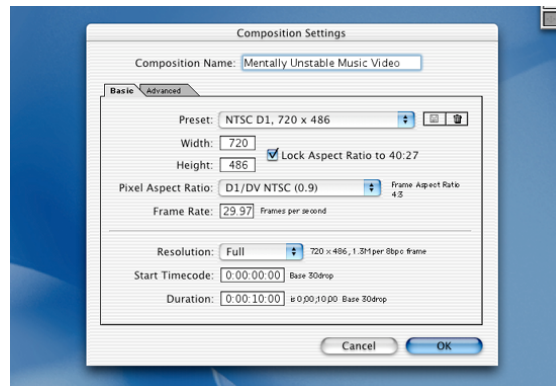 Composition Settings
Composition Name: Mentally Unstable Music Video
Basic Advanced
Preset: NTSC D1, 720 x 486
Width: 720
Lock Aspect Ratio to 40:27
Height: 486
Pixel Aspect Ratio: D1/DV NTSC (0.9) Frame Aspect Ratio
4:3
Frame Rate: 29.97 Frames per second
Resolution: Full 720 x 486, 1.3M per 8bpc frame
Start Timecode: 0:00:00:00 Base 30drop
Duration: 0:00:10:00 is 0;00;10;00 Base 30drop
Cancel OK